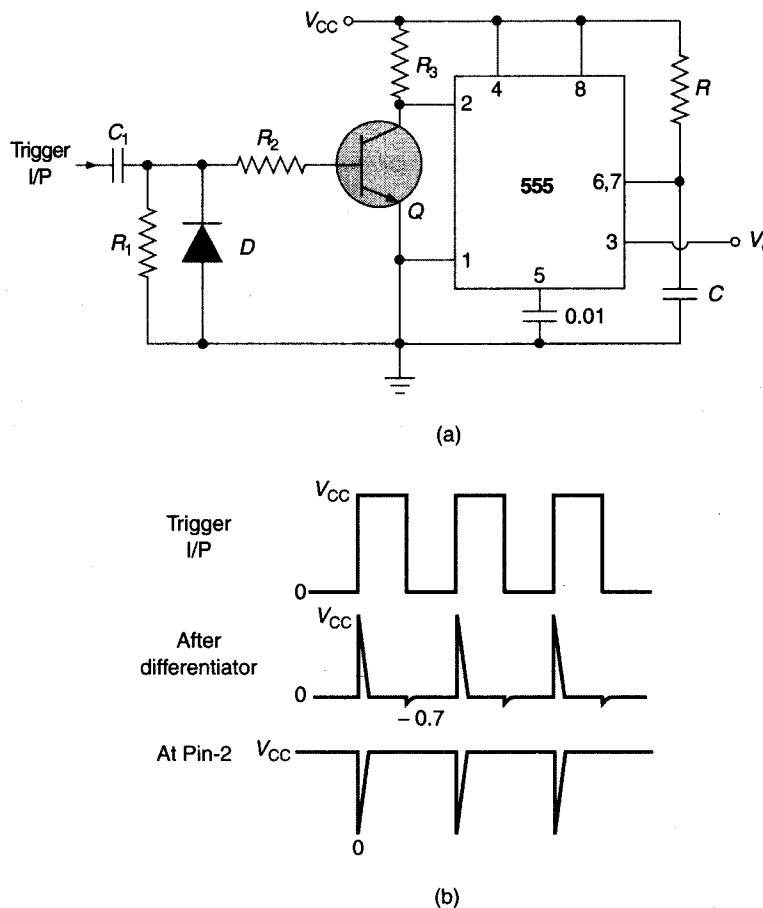 VCC
R3
4
8
R
2
C1
Trigger
I/P
R2
555
6,7
Q
3
R1
D
1
5
C
0.01
(a)
VCC
Trigger
I/P
0
VCC
After
differentiator
0
– 0.7
At Pin-2 VCC
0
(b)